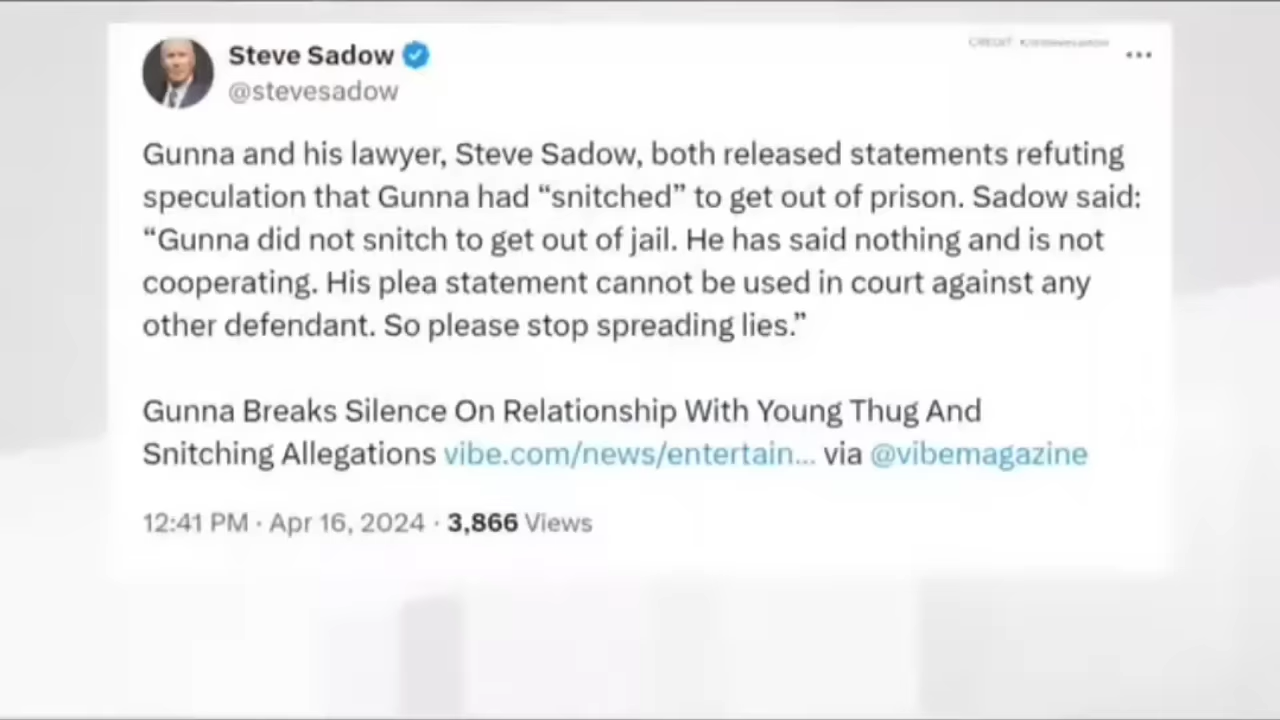 Steve Sadow
CREDIT
@stevesadow
Gunna and his lawyer, Steve Sadow, both released statements refuting
speculation that Gunna had “snitched” to get out of prison. Sadow said:
“Gunna did not snitch to get out of jail. He has said nothing and is not
cooperating. His plea statement cannot be used in court against any
other defendant. So please stop spreading lies.”
Gunna Breaks Silence On Relationship With Young Thug And
Snitching Allegations vibe.com/news/entertain... via @vibemagazine
12:41 PM · Apr 16, 2024 · 3,866 Views